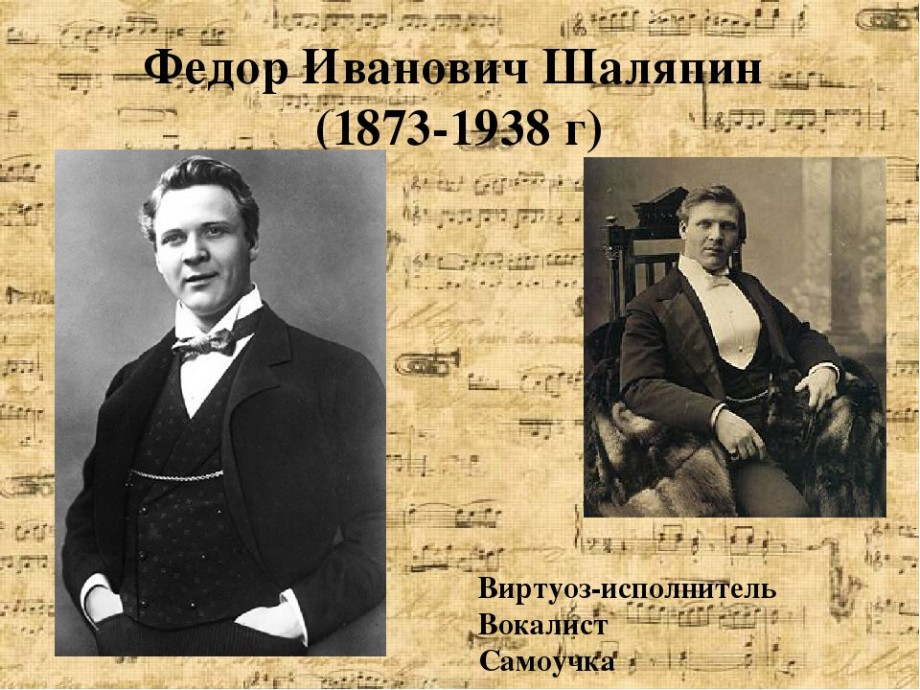 Федор Иванович Шаляпин
(1873-1938 г)
Виртуоз-исполнитель
Вокалист
Самоучка